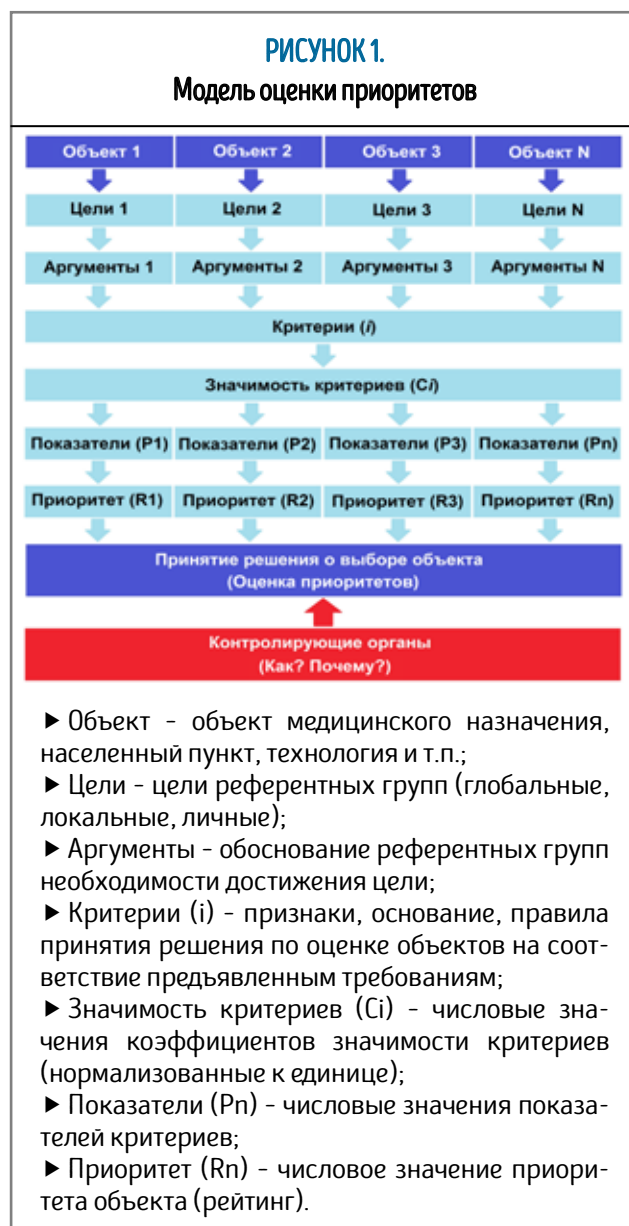 РИСУНОК 1.
Модель оценки приоритетов
Объект 1 Объект 2 Объект 3 Объект N
Цели 1 Цели 2 Цели 3 Цели N
Аргументы 1 Аргументы 2 Аргументы 3 Аргументы N
Критерии (i)
Значимость критериев (Ci)
Показатели (P1) Показатели (P2) Показатели (P3) Показатели (Pn)
Приоритет (R1) Приоритет (R2) Приоритет (R3) Приоритет (Rn)
Принятие решения о выборе объекта
(Оценка приоритетов)
Контролирующие органы
(Как? Почему?)
▶ Объект - объект медицинского назначения,
населенный пункт, технология и т.п.;
▶ Цели - цели референтных групп (глобальные,
локальные, личные);
▶ Аргументы - обоснование референтных групп
необходимости достижения цели;
▶ Критерии (i) - признаки, основание, правила
принятия решения по оценке объектов на соот-
ветствие предъявленным требованиям;
▶ Значимость критериев (Ci) - числовые зна-
чения коэффициентов значимости критериев
(нормализованные к единице);
▶ Показатели (Pn) - числовые значения показа-
телей критериев;
▶ Приоритет (Rn) - числовое значение приори-
тета объекта (рейтинг).